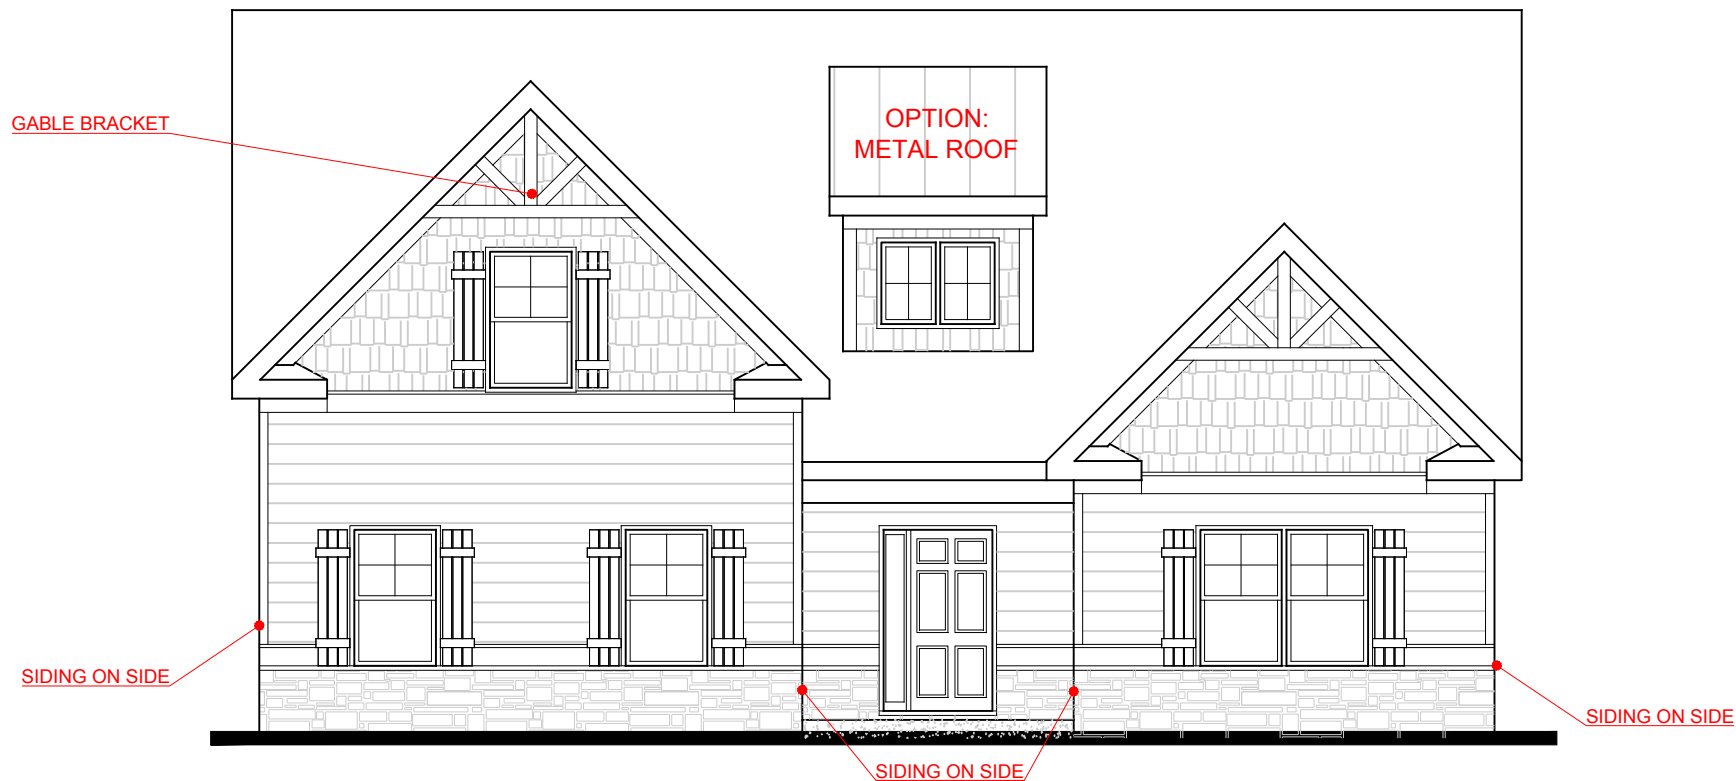 GABLE BRACKET
OPTION:
METAL ROOF
SIDING ON SIDE
SIDING ON SIDE
SIDING ON SIDE